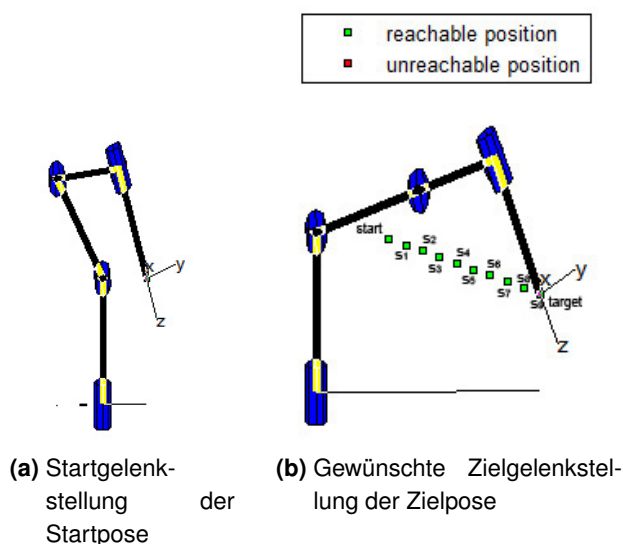 reachable position
unreachable position
x
y
z
start
S1
S2
S3
S4
S5
S6
S7
S8
S9
target
x
y
z
(a) Startgelenk-
stellung der
Startpose
(b) Gewünschte Zielgelenkstel-
lung der Zielpose